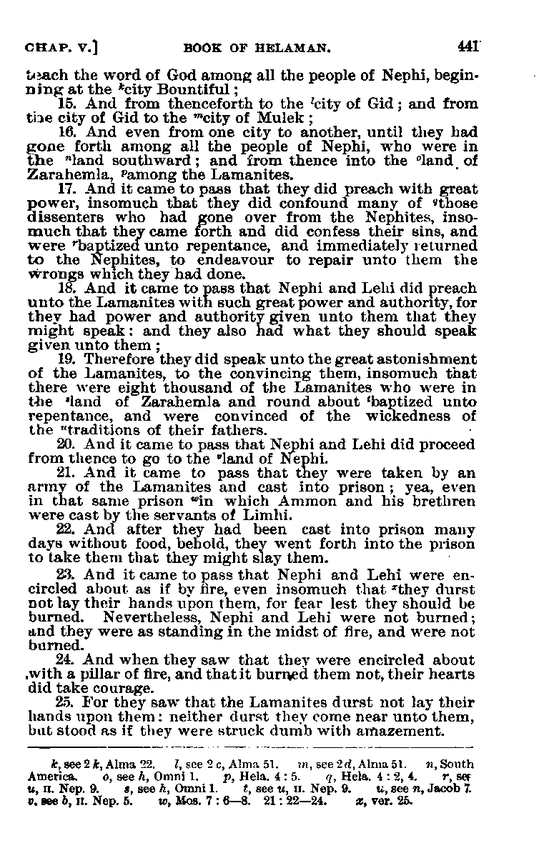 CHAP. V.] BOOK OF HELAMAN. 441
teach the word of God among all the people of Nephi, begin-
ning at the ᵏcity Bountiful;
15. And from thenceforth to the ˡcity of Gid; and from
the city of Gid to the ᵐcity of Mulek;
16. And even from one city to another, until they had
gone forth among all the people of Nephi, who were in
the ⁿland southward; and from thence into the ᵒland of
Zarahemla, ᵖamong the Lamanites.
17. And it came to pass that they did preach with great
power, insomuch that they did confound many of qthose
dissenters who had gone over from the Nephites, inso-
much that they came forth and did confess their sins, and
were ʳbaptized unto repentance, and immediately returned
to the Nephites, to endeavour to repair unto them the
wrongs which they had done.
18. And it came to pass that Nephi and Lehi did preach
unto the Lamanites with such great power and authority, for
they had power and authority given unto them that they
might speak: and they also had what they should speak
given unto them;
19. Therefore they did speak unto the great astonishment
of the Lamanites, to the convincing them, insomuch that
there were eight thousand of the Lamanites who were in
the ˢland of Zarahemla and round about ᵗbaptized unto
repentance, and were convinced of the wickedness of
the ᵘtraditions of their fathers.
20. And it came to pass that Nephi and Lehi did proceed
from thence to go to the ᵛland of Nephi.
21. And it came to pass that they were taken by an
army of the Lamanites and cast into prison; yea, even
in that same prison ʷin which Ammon and his brethren
were cast by the servants of Limhi.
22. And after they had been cast into prison many
days without food, behold, they went forth into the prison
to take them that they might slay them.
23. And it came to pass that Nephi and Lehi were en-
circled about as if by fire, even insomuch that ˣthey durst
not lay their hands upon them, for fear lest they should be
burned. Nevertheless, Nephi and Lehi were not burned;
and they were as standing in the midst of fire, and were not
burned.
24. And when they saw that they were encircled about
with a pillar of fire, and that it burned them not, their hearts
did take courage.
25. For they saw that the Lamanites durst not lay their
hands upon them: neither durst they come near unto them,
but stood as if they were struck dumb with amazement.
k, see 2 k, Alma 22. l, see 2 c, Alma 51. m, see 2 d, Alma 51. n, South
America. o, see h, Omni 1. p, Hela. 4: 5. q, Hela. 4: 2, 4. r, see
u, II. Nep. 9. s, see h, Omni 1. t, see u, II. Nep. 9. u, see n, Jacob 7.
v, see b, II. Nep. 5. w, Mos. 7: 6—8. 21: 22—24. x, ver. 25.